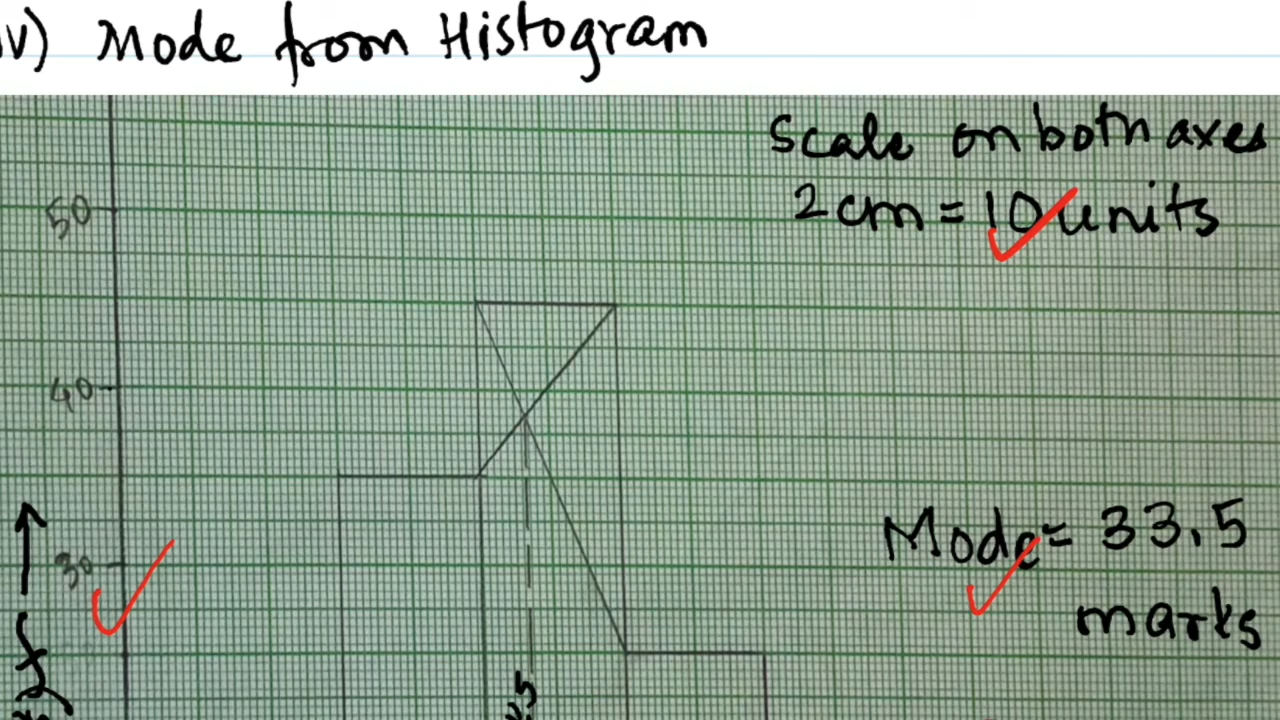 iv) Mode from Histogram
Scale on both axes
2 cm = 10 units
50
40
30
Mode = 33.5
marks
f